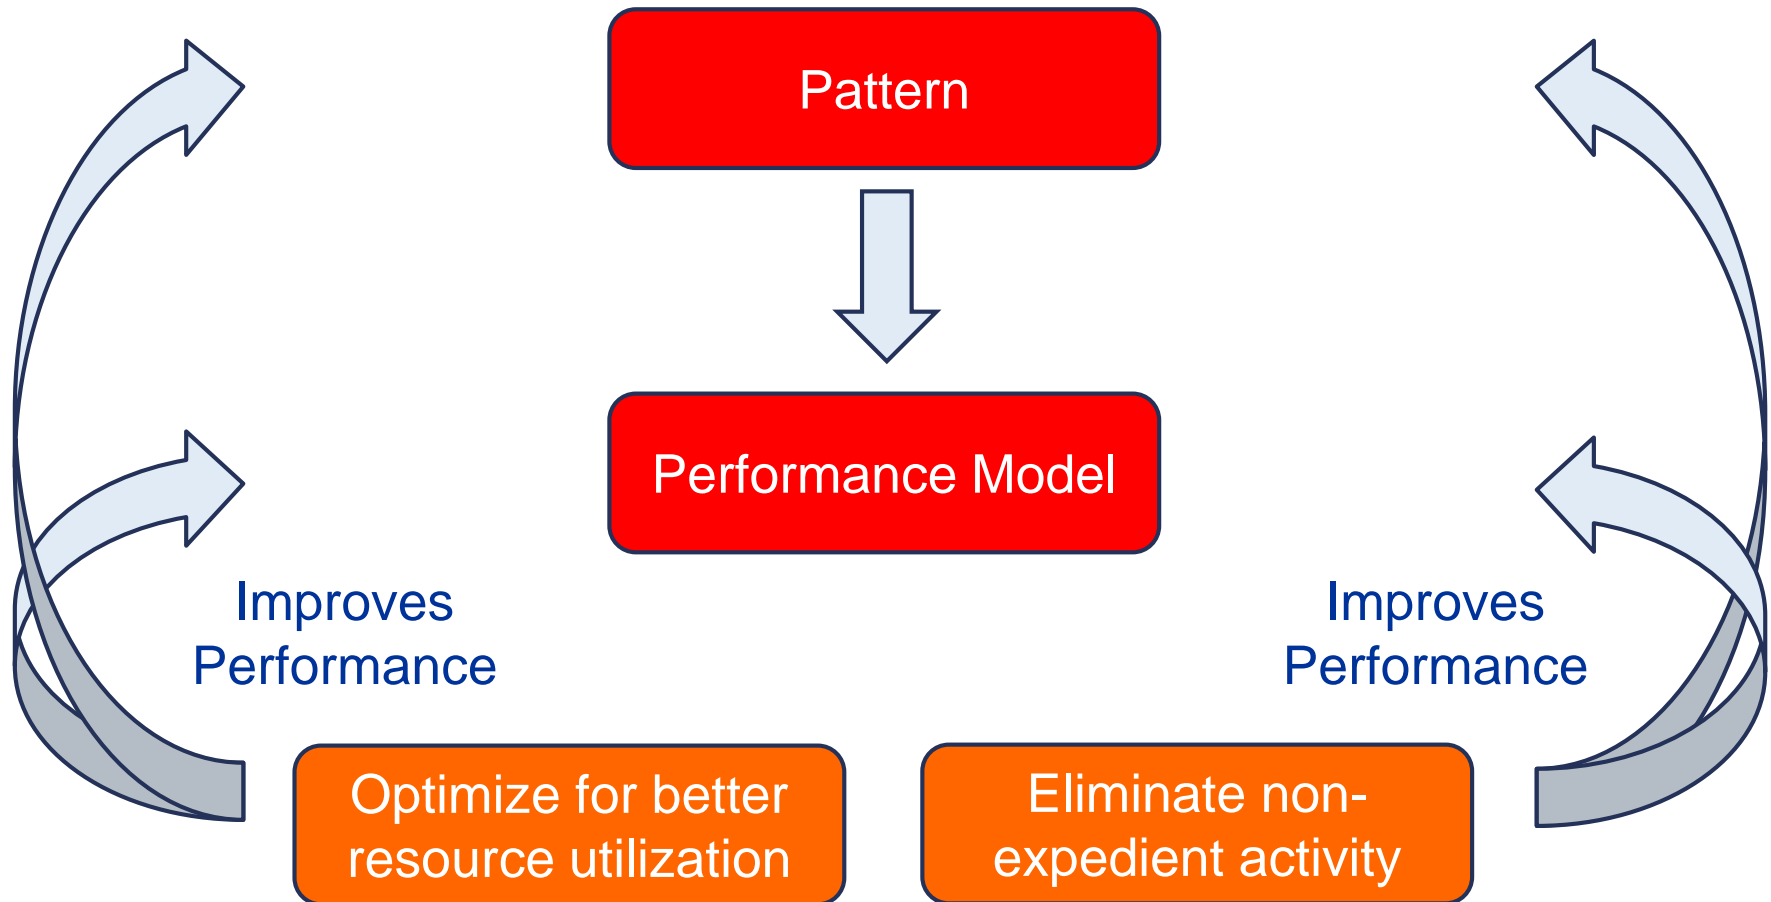 Pattern
Performance Model
Improves
Performance
Improves
Performance
Optimize for better
resource utilization
Eliminate non-
expedient activity